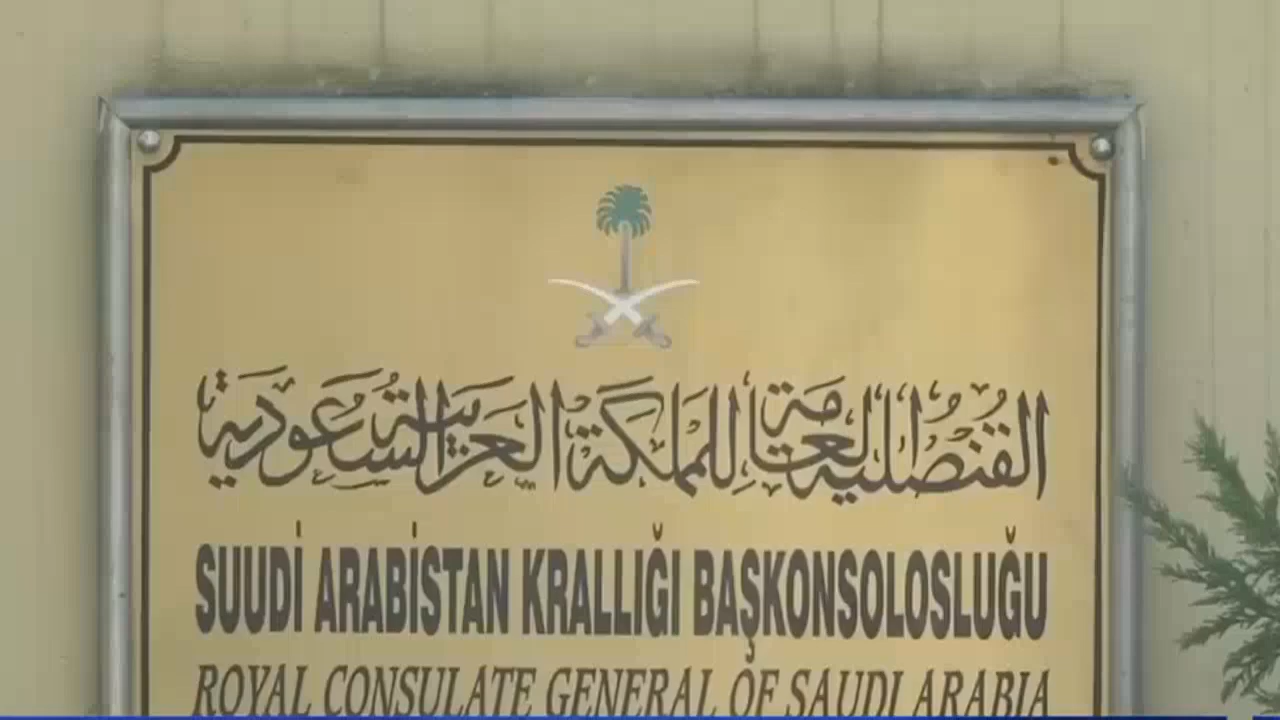 القنصلية العامة للمملكة العربية السعودية
SUUDİ ARABİSTAN KRALLIĞI BAŞKONSOLOSLUĞU
ROYAL CONSULATE GENERAL OF SAUDI ARABIA